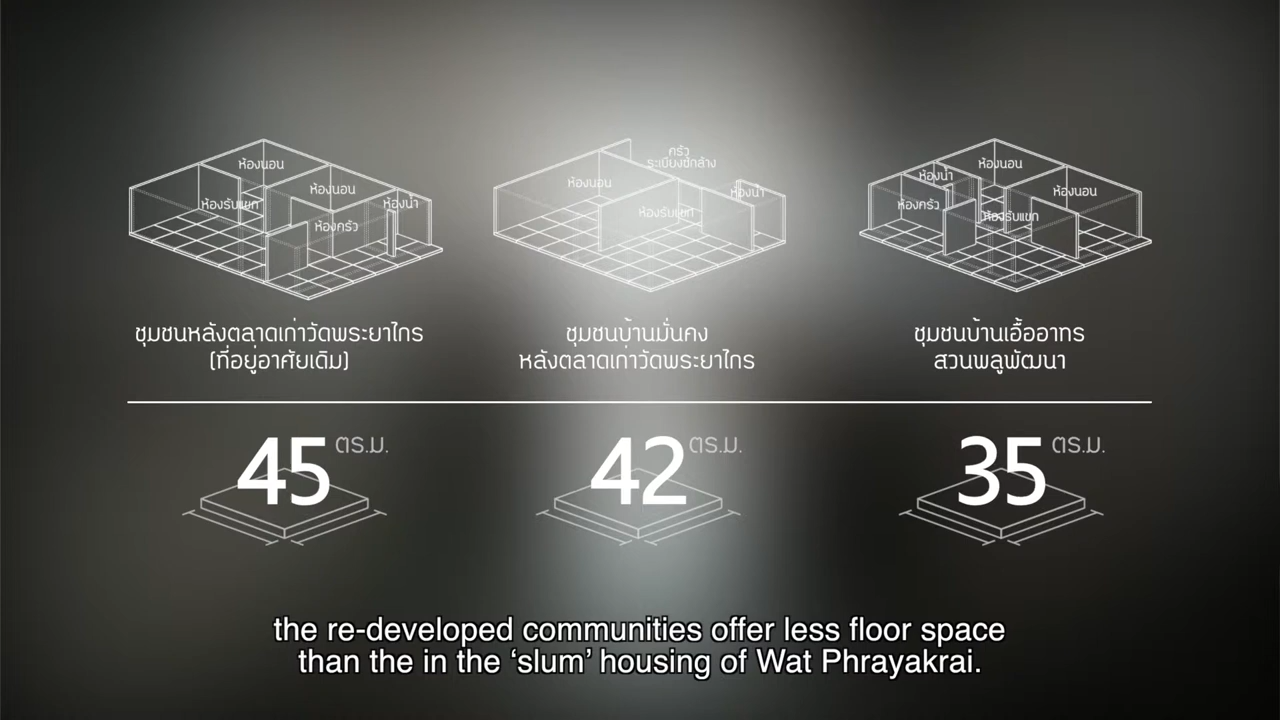 ห้องนอน
ห้องนอน
ห้องรับแขก
ห้องน้ำ
ห้องครัว
ครัว
ระเบียงซักล้าง
ห้องนอน
ห้องน้ำ
ห้องรับแขก
ห้องนอน
ห้องน้ำ
ห้องนอน
ห้องครัว
ห้องรับแขก
ชุมชนหลังตลาดเก่าวัดพระยาไกร
(ที่อยู่อาศัยเดิม)
ชุมชนบ้านมั่นคง
หลังตลาดเก่าวัดพระยาไกร
ชุมชนบ้านเอื้ออาทร
สวนพลูพัฒนา
45 ตร.ม.
42 ตร.ม.
35 ตร.ม.
the re-developed communities offer less floor space
than the in the ‘slum’ housing of Wat Phrayakrai.